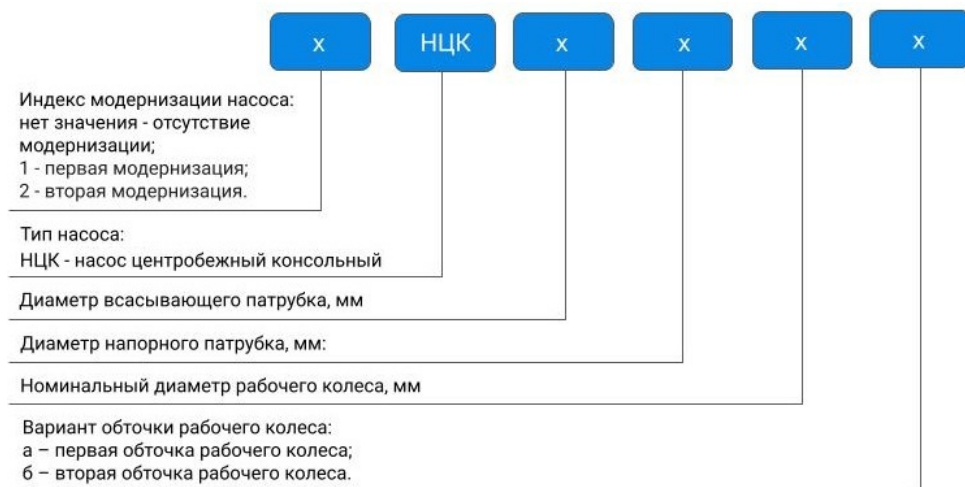 х НЦК х х х х
Индекс модернизации насоса:
нет значения - отсутствие
модернизации;
1 - первая модернизация;
2 - вторая модернизация.
Тип насоса:
НЦК - насос центробежный консольный
Диаметр всасывающего патрубка, мм
Диаметр напорного патрубка, мм:
Номинальный диаметр рабочего колеса, мм
Вариант обточки рабочего колеса:
а – первая обточка рабочего колеса;
б – вторая обточка рабочего колеса.